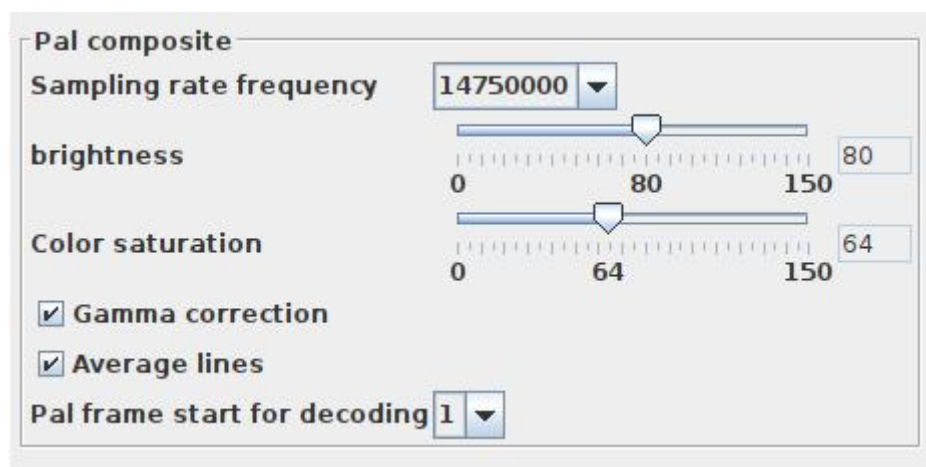 Pal composite
Sampling rate frequency 14750000
brightness 80
0 80 150
Color saturation 64
0 64 150
Gamma correction
Average lines
Pal frame start for decoding 1